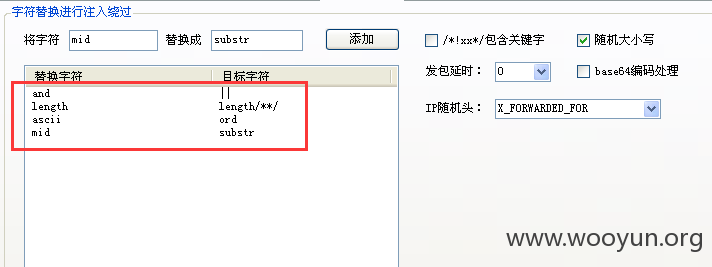 字符替换进行注入绕过
将字符 mid 替换成 substr 添加 /*!xx*/包含关键字 随机大小写
替换字符 目标字符 发包延时: 0 base64编码处理
and ||
length length/**/ IP随机头: X_FORWARDED_FOR
ascii ord
mid substr
www.wooyun.org